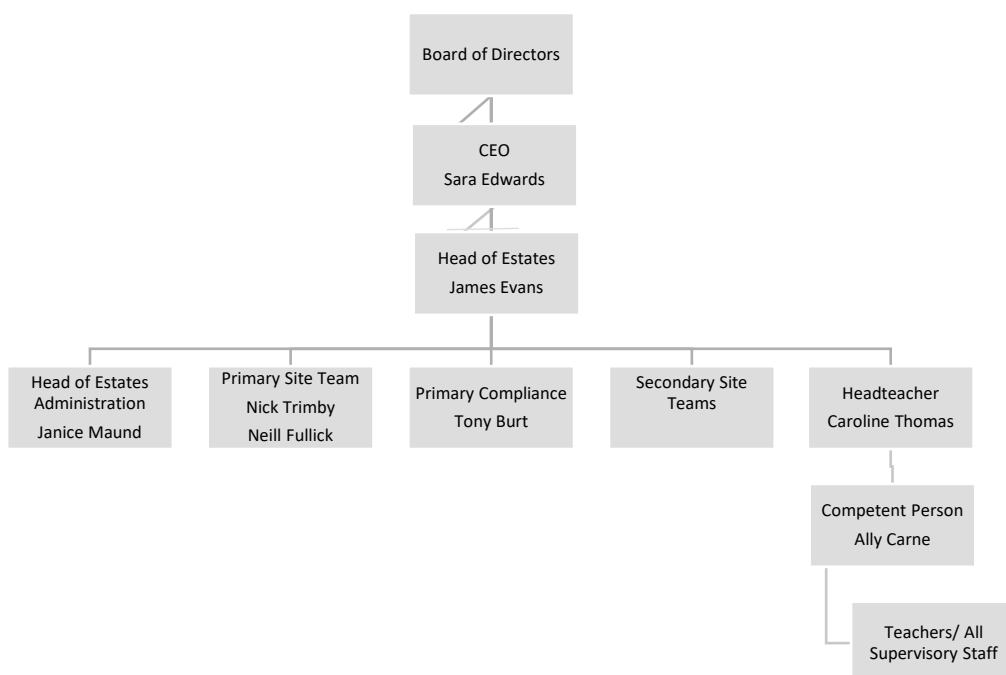 Board of Directors
CEO
Sara Edwards
Head of Estates
James Evans
Head of Estates
Administration
Janice Maund
Primary Site Team
Nick Trimby
Neill Fullick
Primary Compliance
Tony Burt
Secondary Site
Teams
Headteacher
Caroline Thomas
Competent Person
Ally Carne
Teachers/ All
Supervisory Staff